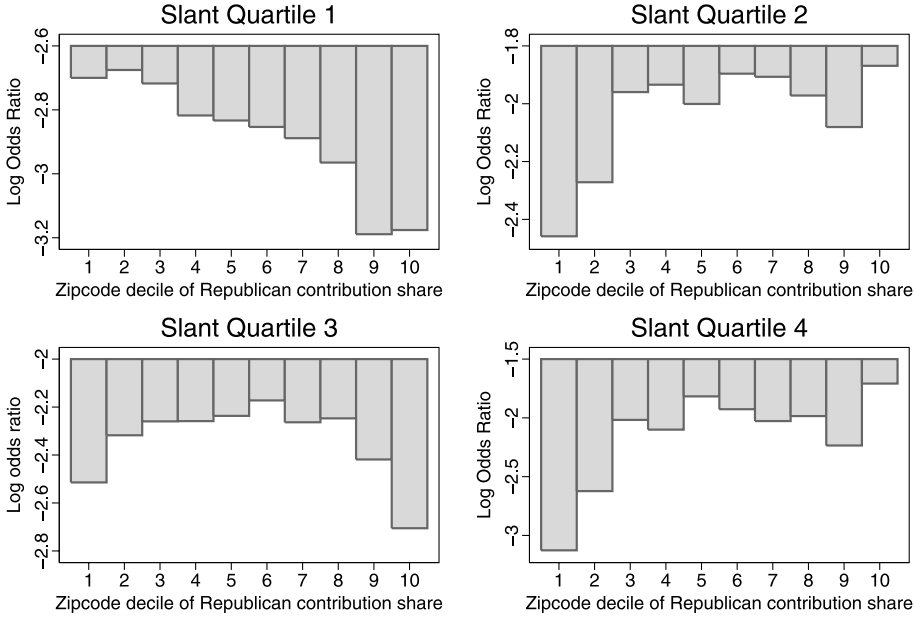 Slant Quartile 1
Log Odds Ratio
−2.6
−2.8
−3
−3.2
1 2 3 4 5 6 7 8 9 10
Zipcode decile of Republican contribution share
Slant Quartile 2
Log Odds Ratio
−1.8
−2
−2.2
−2.4
1 2 3 4 5 6 7 8 9 10
Zipcode decile of Republican contribution share
Slant Quartile 3
Log odds ratio
−2
−2.2
−2.4
−2.6
−2.8
1 2 3 4 5 6 7 8 9 10
Zipcode decile of Republican contribution share
Slant Quartile 4
Log Odds Ratio
−1.5
−2
−2.5
−3
1 2 3 4 5 6 7 8 9 10
Zipcode decile of Republican contribution share